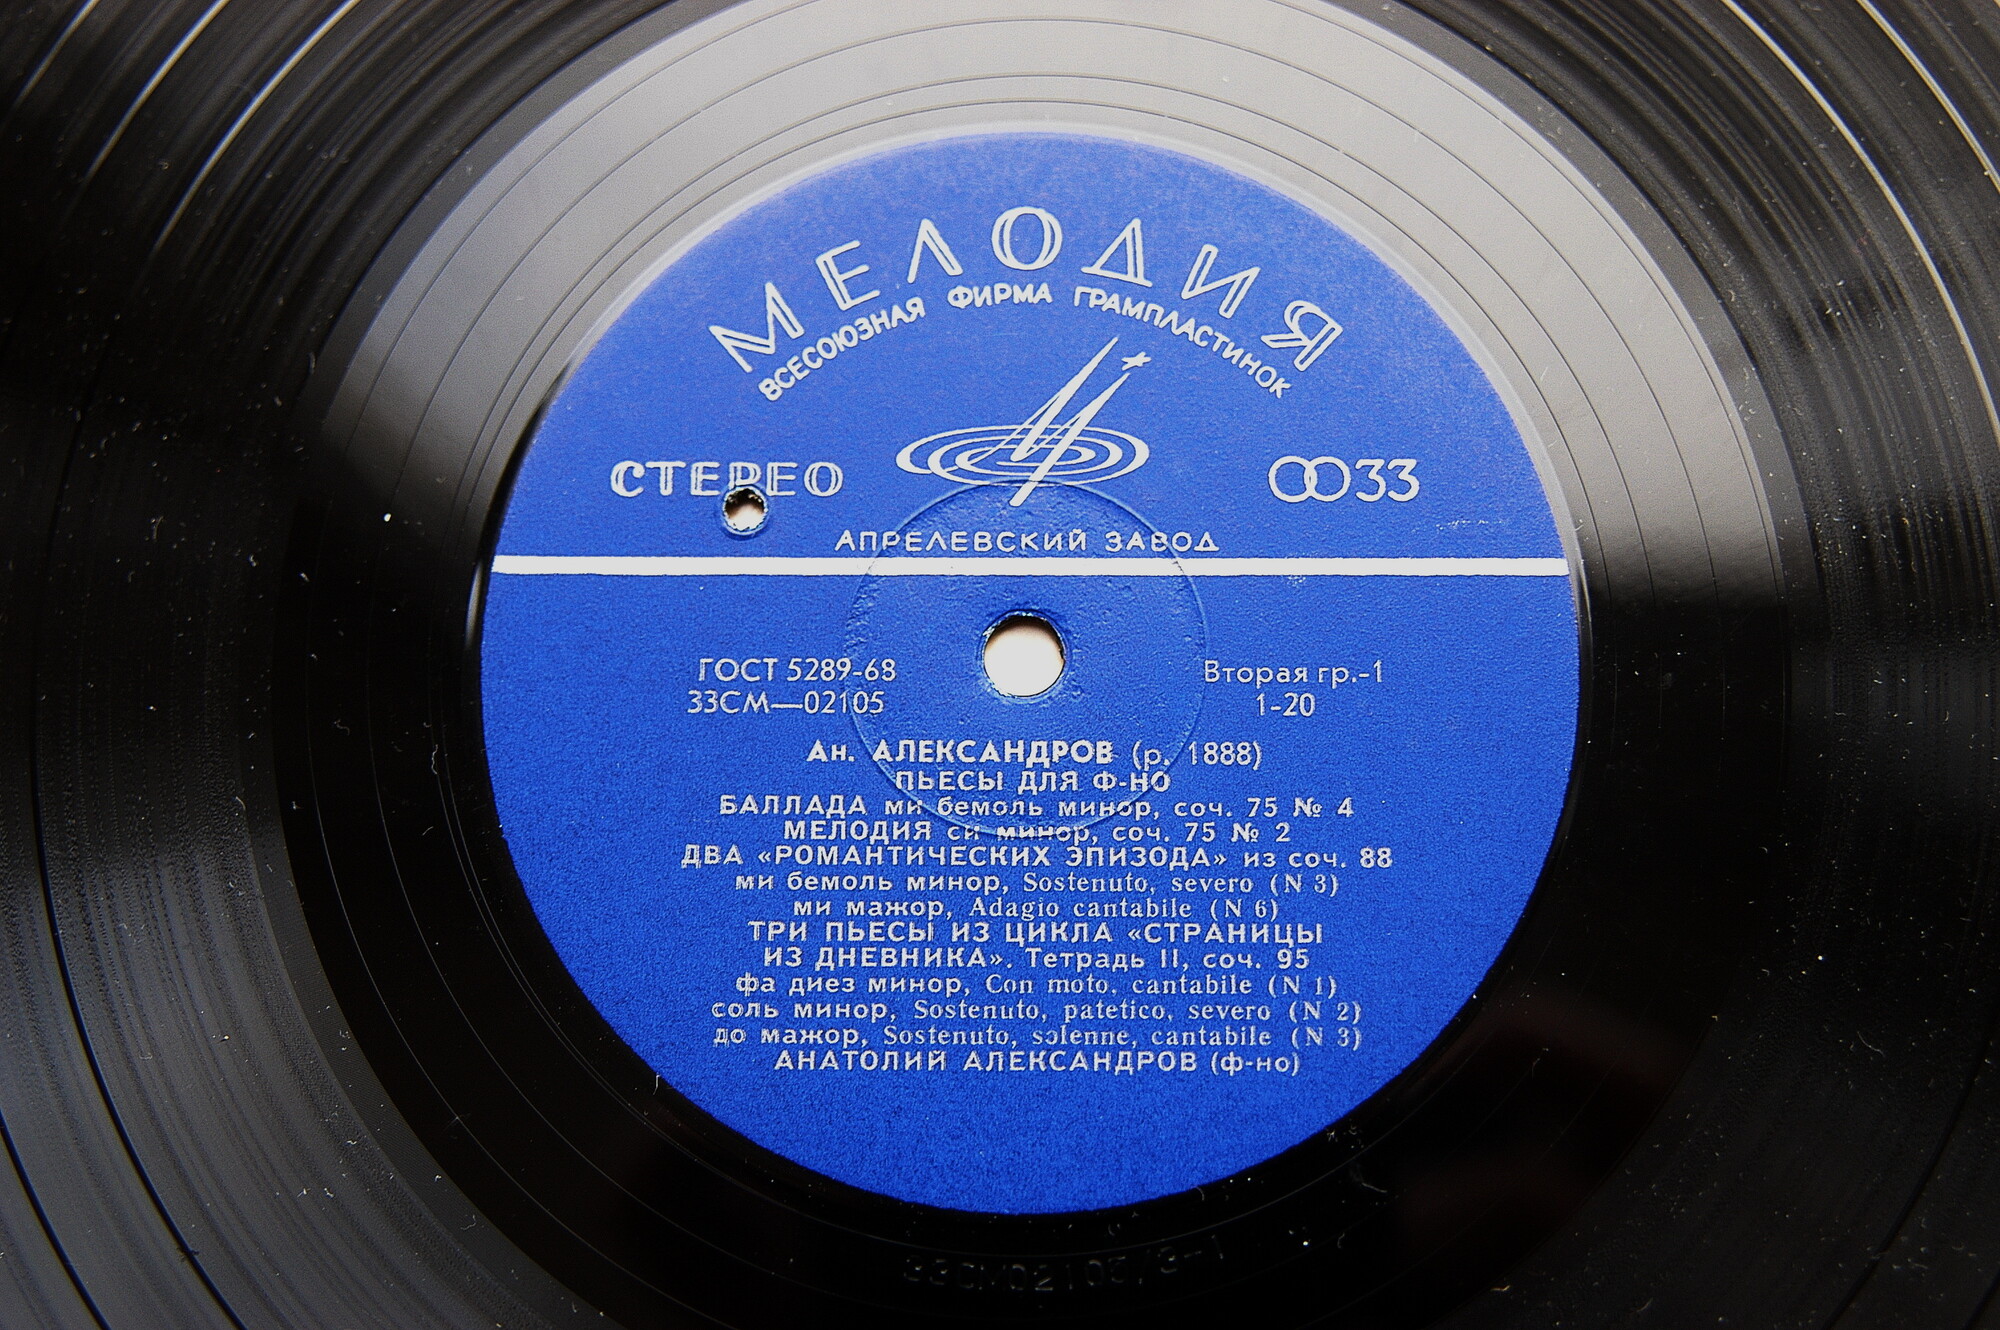 МЕЛОДИЯ
ВСЕСОЮЗНАЯ ФИРМА ГРАМПЛАСТИНОК
СТЕРЕО
33
АПРЕЛЕВСКИЙ ЗАВОД
ГОСТ 5289-68
Вторая гр.-1
33СМ—02105
1-20
Ан. АЛЕКСАНДРОВ (р. 1888)
ПЬЕСЫ ДЛЯ Ф-НО
БАЛЛАДА ми бемоль минор, соч. 75 № 4
МЕЛОДИЯ си минор, соч. 75 № 2
ДВА «РОМАНТИЧЕСКИХ ЭПИЗОДА» из соч. 88
ми бемоль минор, Sostenuto, severo (N 3)
ми мажор, Adagio cantabile (N 6)
ТРИ ПЬЕСЫ ИЗ ЦИКЛА «СТРАНИЦЫ
ИЗ ДНЕВНИКА». Тетрадь II, соч. 95
фа диез минор, Con moto, cantabile (N 1)
соль минор, Sostenuto, patetico, severo (N 2)
до мажор, Sostenuto, solenne, cantabile (N 3)
АНАТОЛИЙ АЛЕКСАНДРОВ (ф-но)
33СМ02105/3-1